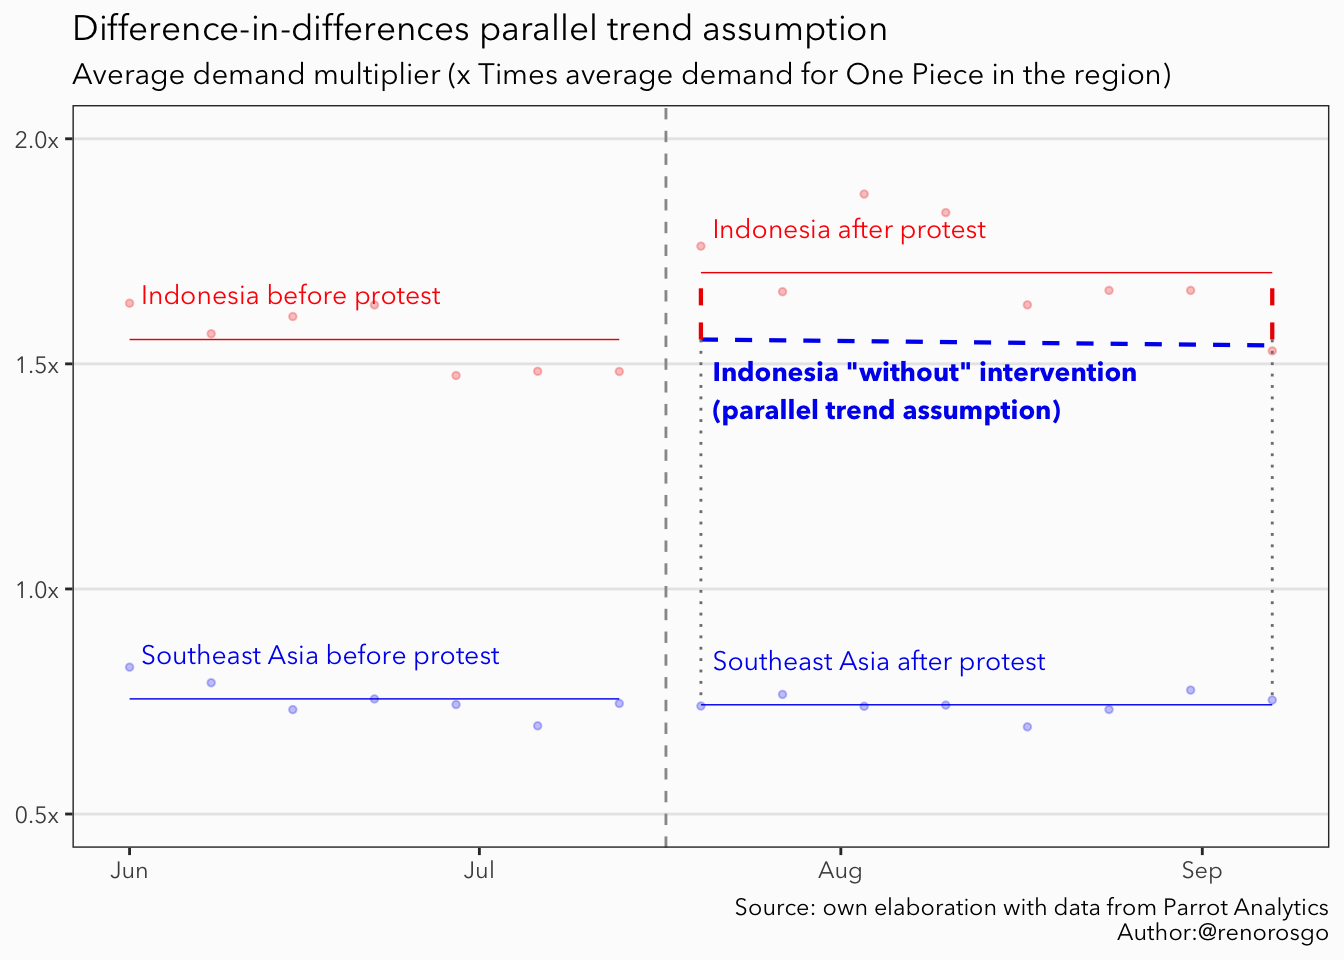 Difference-in-differences parallel trend assumption
Average demand multiplier (x Times average demand for One Piece in the region)
2.0x
1.5x
1.0x
0.5x
Indonesia before protest
Indonesia after protest
Indonesia "without" intervention
(parallel trend assumption)
Southeast Asia before protest
Southeast Asia after protest
Jun
Jul
Aug
Sep
Source: own elaboration with data from Parrot Analytics
Author:@renorosgo